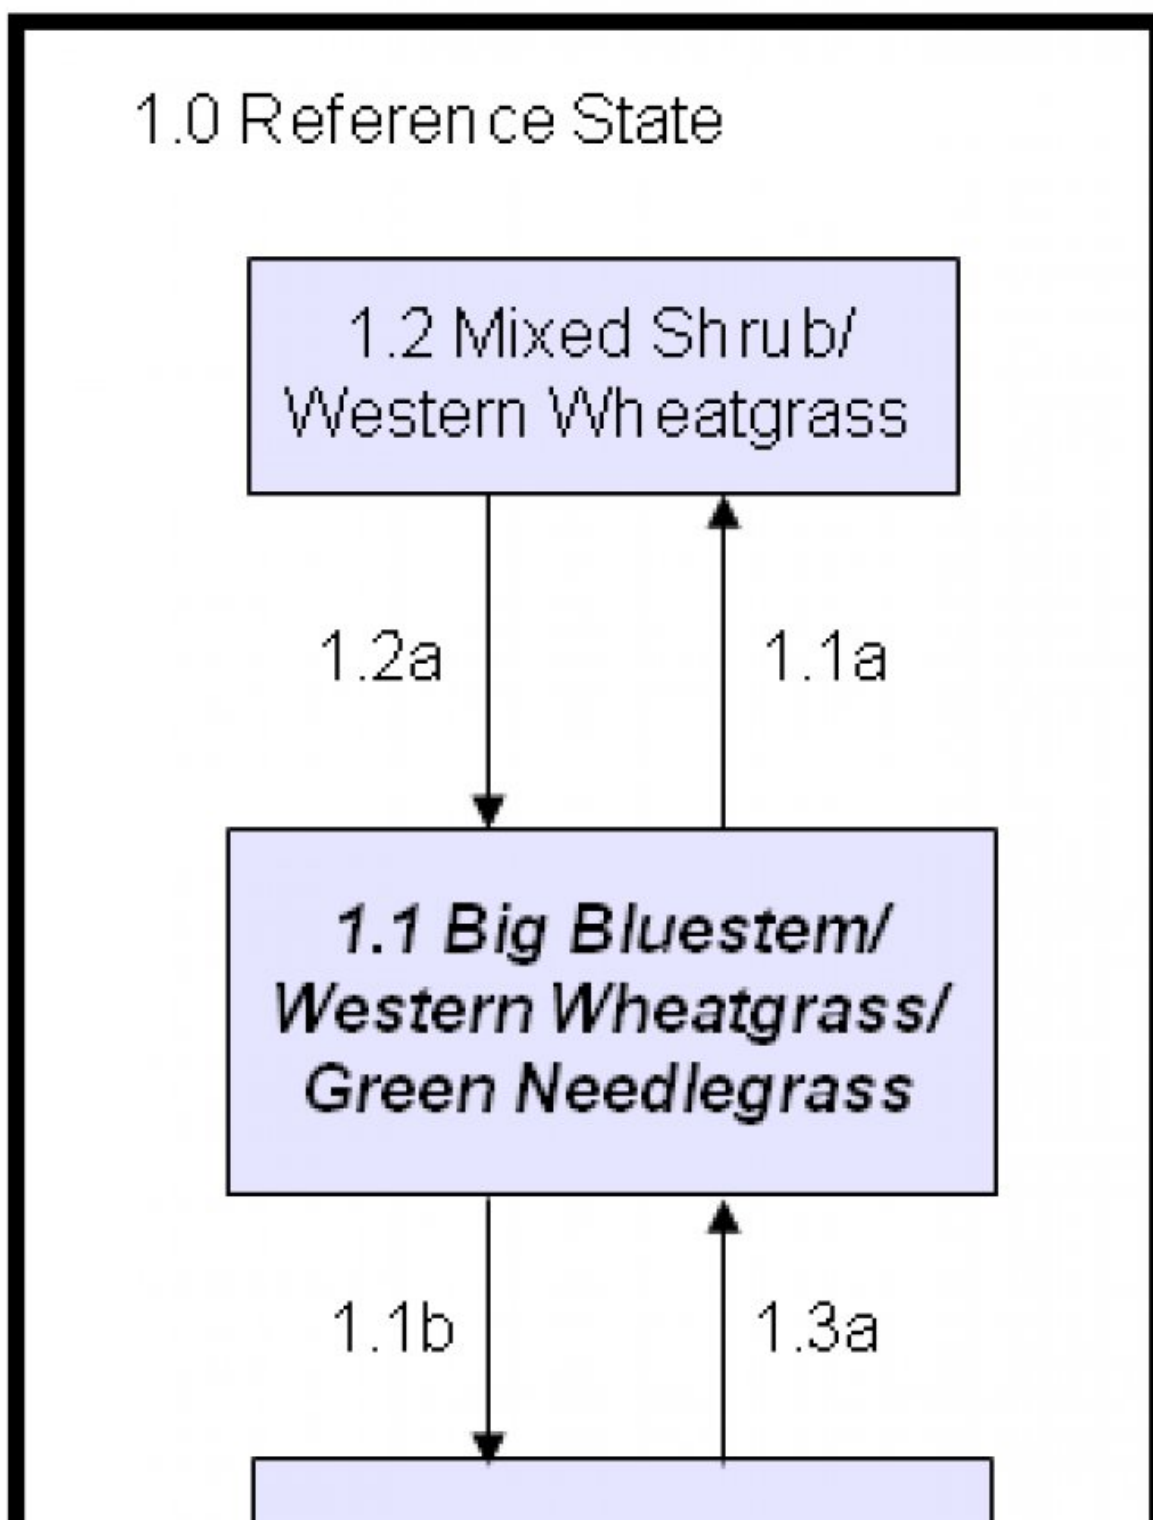 1.0 Reference State
1.2 Mixed Shrub/
Western Wheatgrass
1.2a
1.1a
1.1 Big Bluestem/
Western Wheatgrass/
Green Needlegrass
1.1b
1.3a